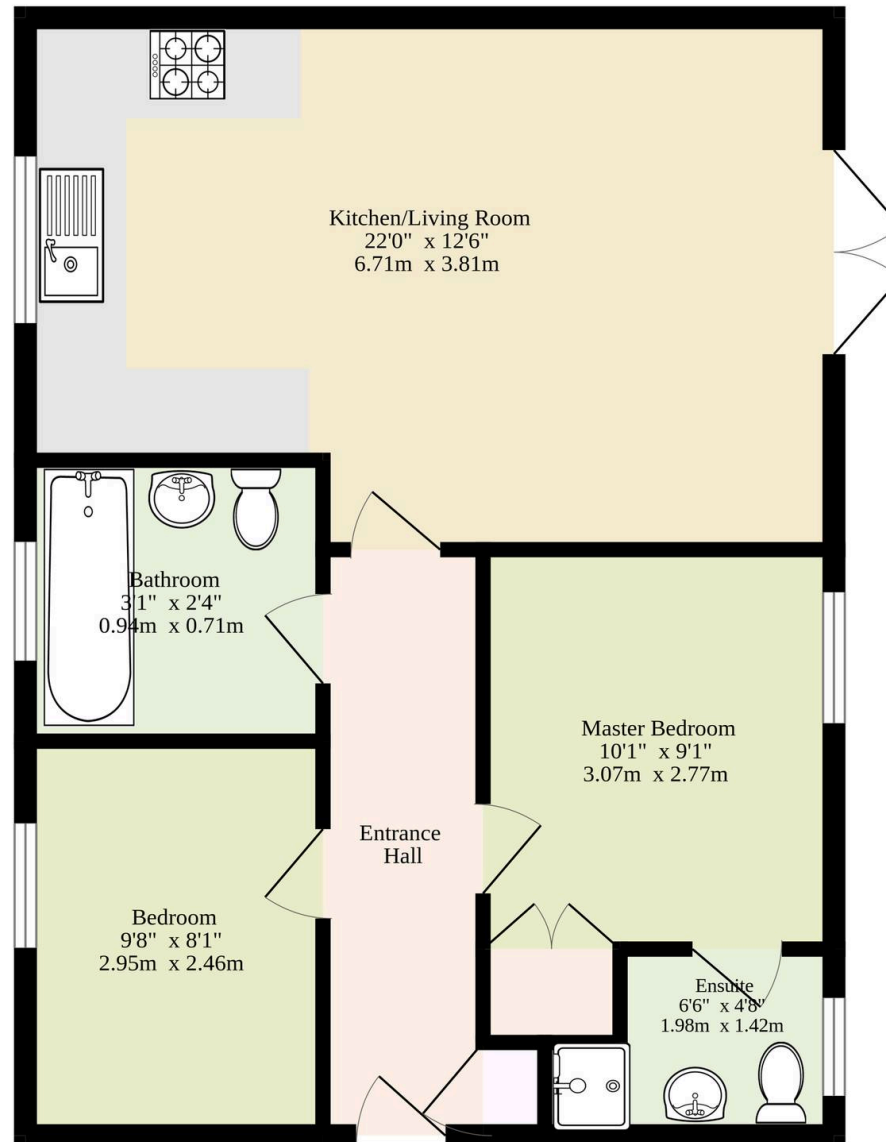 Kitchen/Living Room
22'0" x 12'6"
6.71m x 3.81m
Bathroom
3'1" x 2'4"
0.94m x 0.71m
Master Bedroom
10'1" x 9'1"
3.07m x 2.77m
Entrance
Hall
Bedroom
9'8" x 8'1"
2.95m x 2.46m
Ensuite
6'6" x 4'8"
1.98m x 1.42m